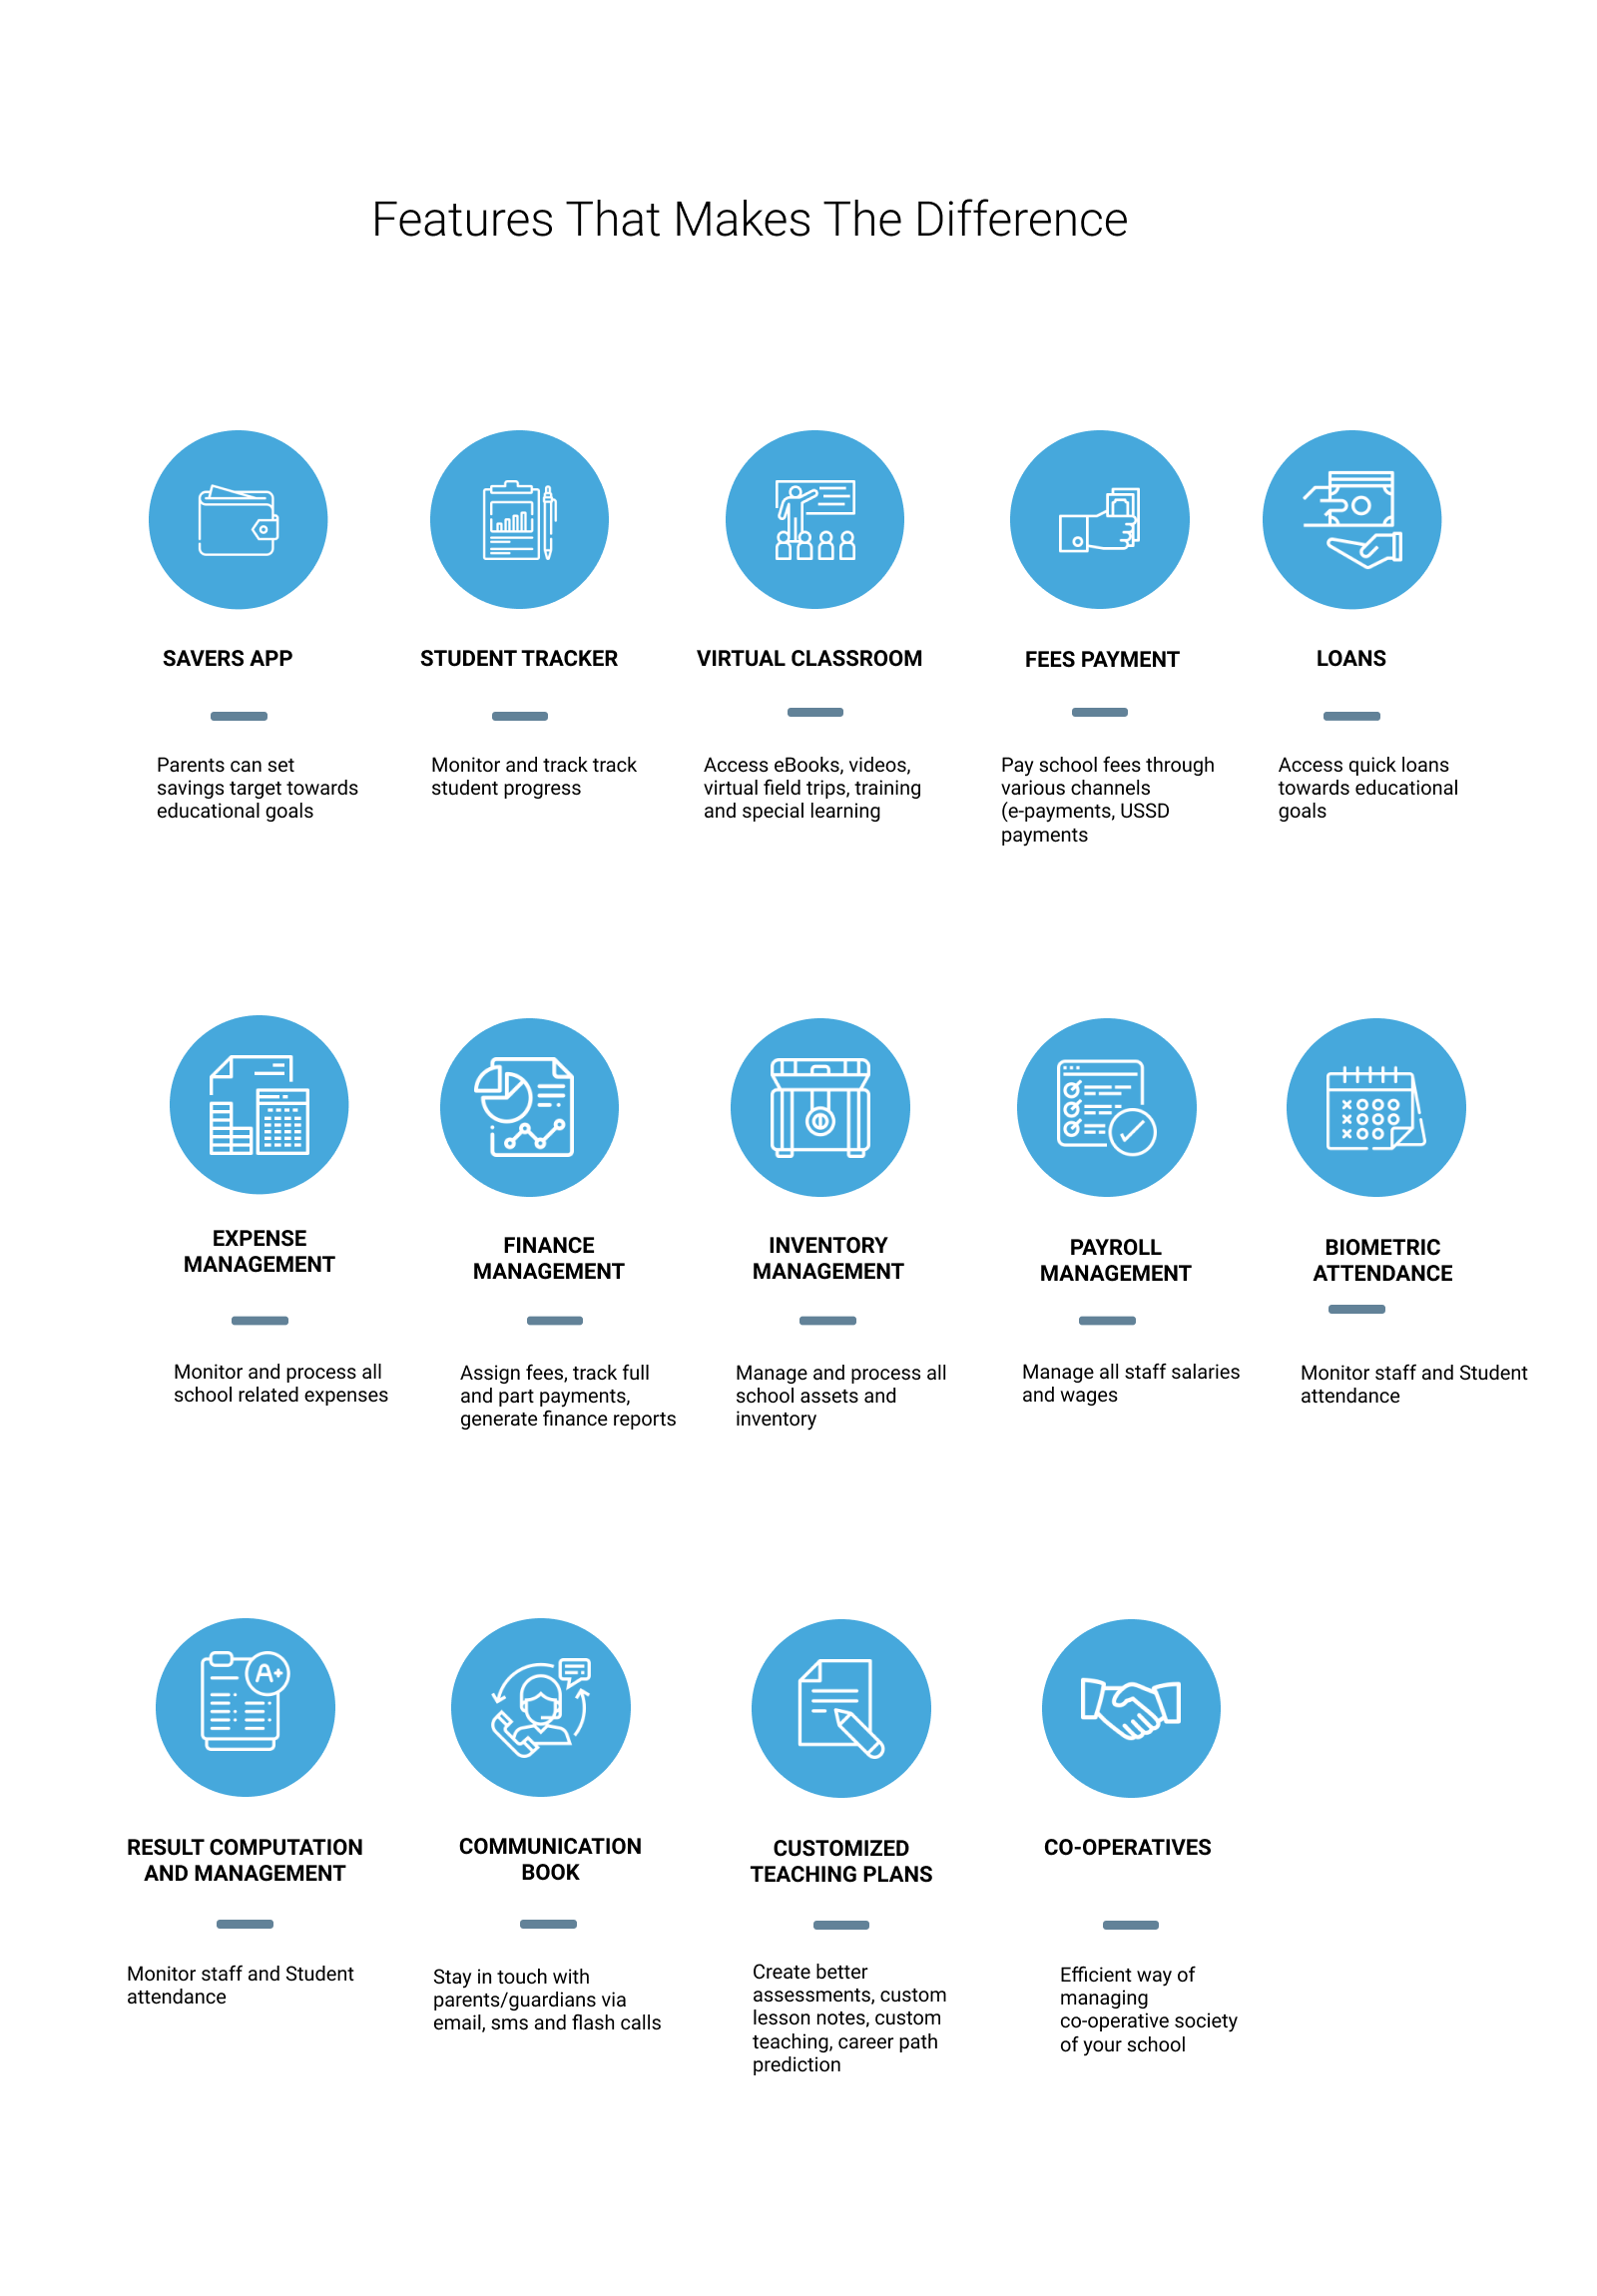 Features That Makes The Difference
SAVERS APP
Parents can set
savings target towards
educational goals
STUDENT TRACKER
Monitor and track track
student progress
VIRTUAL CLASSROOM
Access eBooks, videos,
virtual field trips, training
and special learning
FEES PAYMENT
Pay school fees through
various channels
(e-payments, USSD
payments
LOANS
Access quick loans
towards educational
goals
EXPENSE
MANAGEMENT
Monitor and process all
school related expenses
FINANCE
MANAGEMENT
Assign fees, track full
and part payments,
generate finance reports
INVENTORY
MANAGEMENT
Manage and process all
school assets and
inventory
PAYROLL
MANAGEMENT
Manage all staff salaries
and wages
BIOMETRIC
ATTENDANCE
Monitor staff and Student
attendance
A+
RESULT COMPUTATION
AND MANAGEMENT
Monitor staff and Student
attendance
COMMUNICATION
BOOK
Stay in touch with
parents/guardians via
email, sms and flash calls
CUSTOMIZED
TEACHING PLANS
Create better
assessments, custom
lesson notes, custom
teaching, career path
prediction
CO-OPERATIVES
Efficient way of
managing
co-operative society
of your school